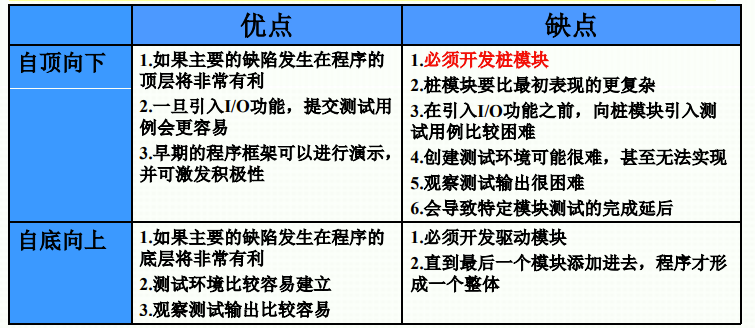 优点
缺点
自顶向下
1.如果主要的缺陷发生在程序的
顶层将非常有利
2.一旦引入I/O功能，提交测试用
例会更容易
3.早期的程序框架可以进行演示，
并可激发积极性
1.必须开发桩模块
2.桩模块要比最初表现的更复杂
3.在引入I/O功能之前，向桩模块引入测
试用例比较困难
4.创建测试环境可能很难，甚至无法实现
5.观察测试输出很困难
6.会导致特定模块测试的完成延后
自底向上
1.如果主要的缺陷发生在程序的
底层将非常有利
2.测试环境比较容易建立
3.观察测试输出比较容易
1.必须开发驱动模块
2.直到最后一个模块添加进去，程序才形
成一个整体